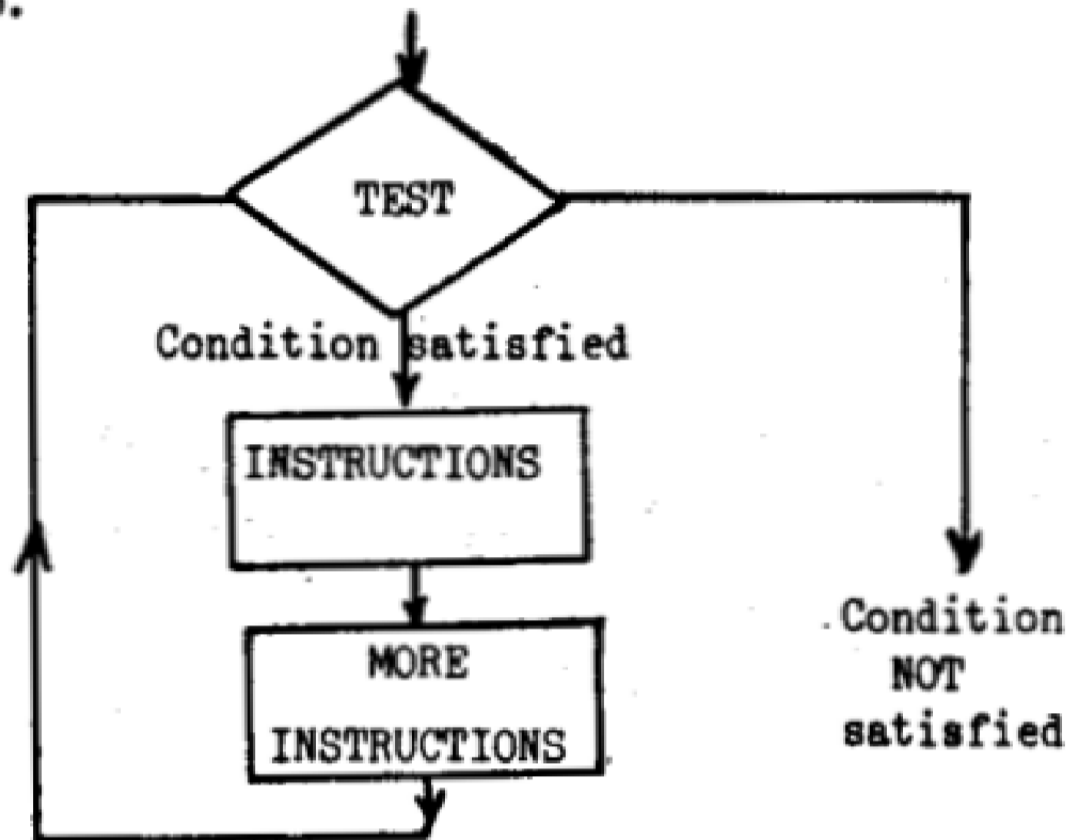 TEST
Condition satisfied
INSTRUCTIONS
MORE
INSTRUCTIONS
Condition
NOT
satisfied